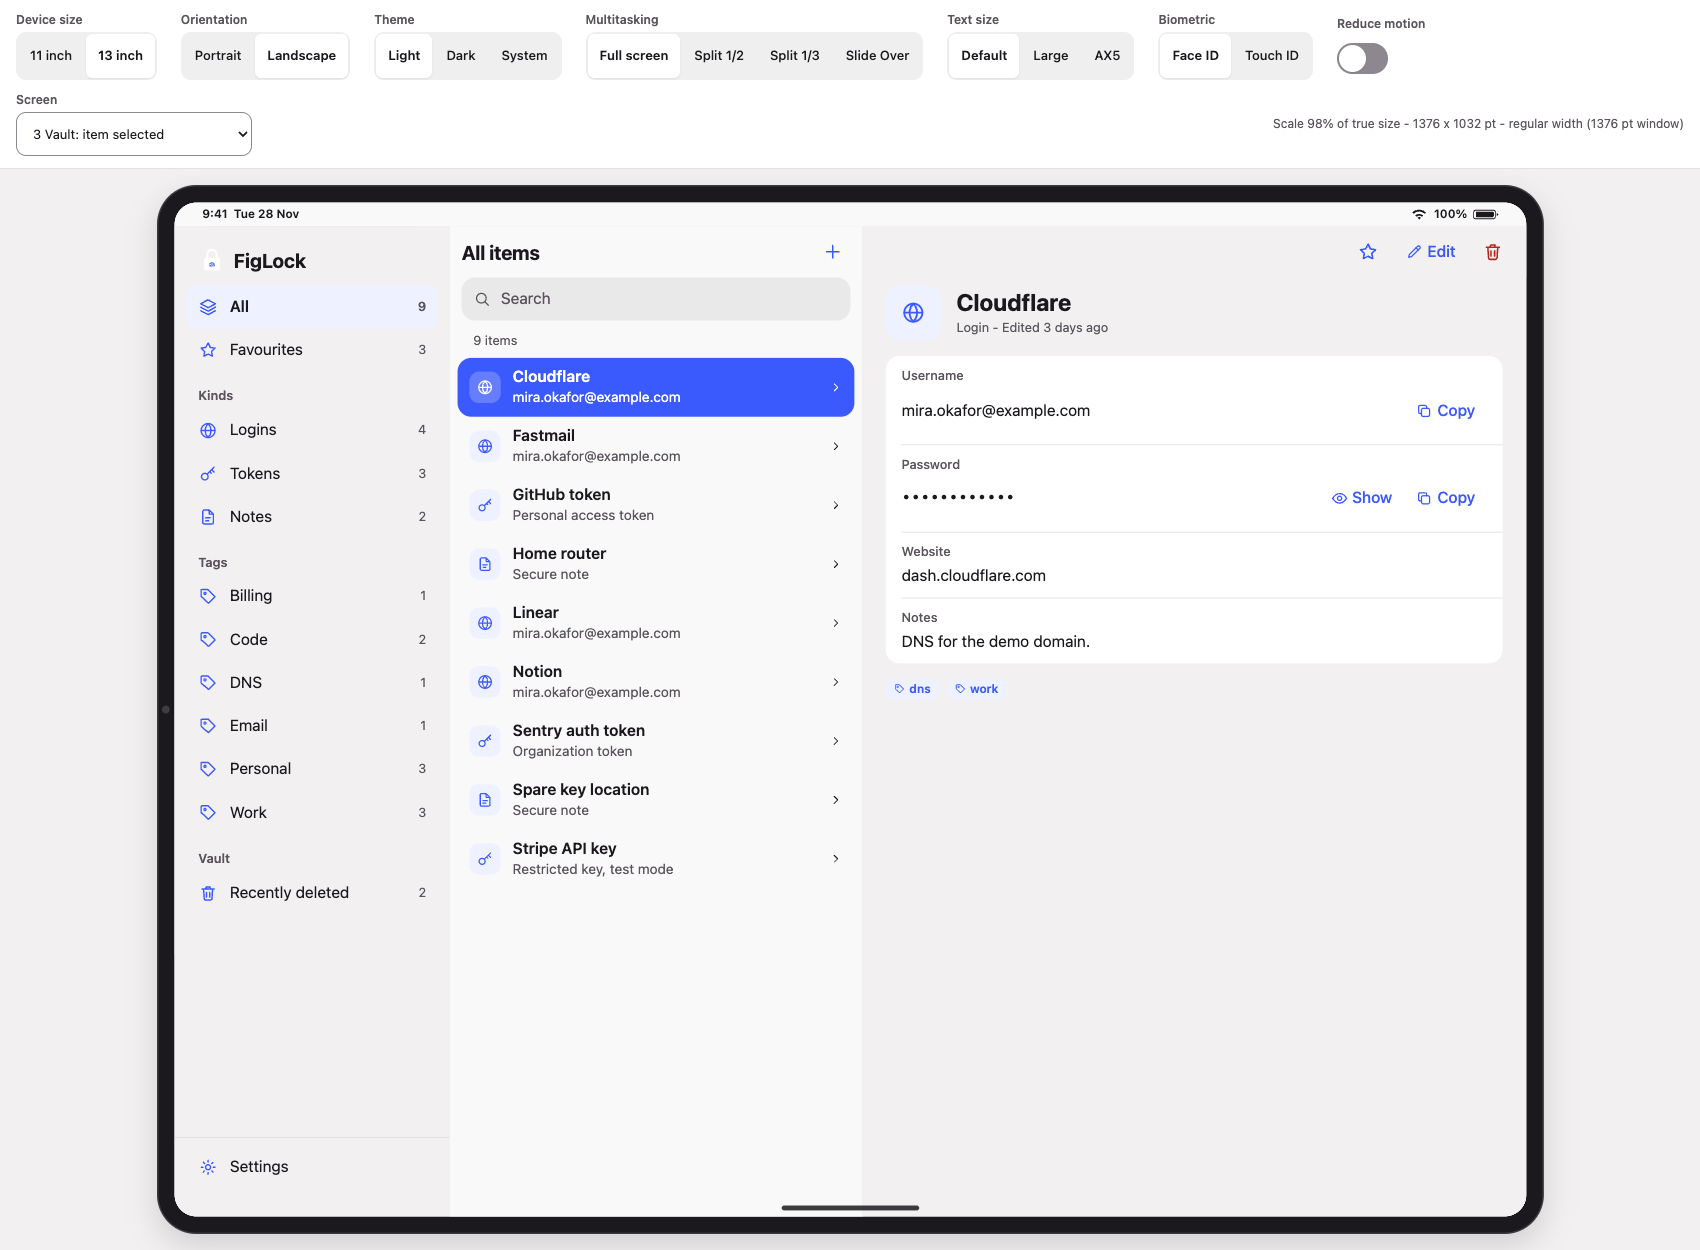 Device size
11 inch
13 inch
Orientation
Portrait
Landscape
Theme
Light
Dark
System
Multitasking
Full screen
Split 1/2
Split 1/3
Slide Over
Text size
Default
Large
AX5
Biometric
Face ID
Touch ID
Reduce motion
Screen
3 Vault: item selected
Scale 98% of true size - 1376 x 1032 pt - regular width (1376 pt window)
9:41 Tue 28 Nov
100%
FigLock
All 9
Favourites 3
Kinds
Logins 4
Tokens 3
Notes 2
Tags
Billing 1
Code 2
DNS 1
Email 1
Personal 3
Work 3
Vault
Recently deleted 2
Settings
All items
Search
9 items
Cloudflare
mira.okafor@example.com
Fastmail
mira.okafor@example.com
GitHub token
Personal access token
Home router
Secure note
Linear
mira.okafor@example.com
Notion
mira.okafor@example.com
Sentry auth token
Organization token
Spare key location
Secure note
Stripe API key
Restricted key, test mode
Edit
Cloudflare
Login - Edited 3 days ago
Username
mira.okafor@example.com Copy
Password
•••••••••••• Show Copy
Website
dash.cloudflare.com
Notes
DNS for the demo domain.
dns work